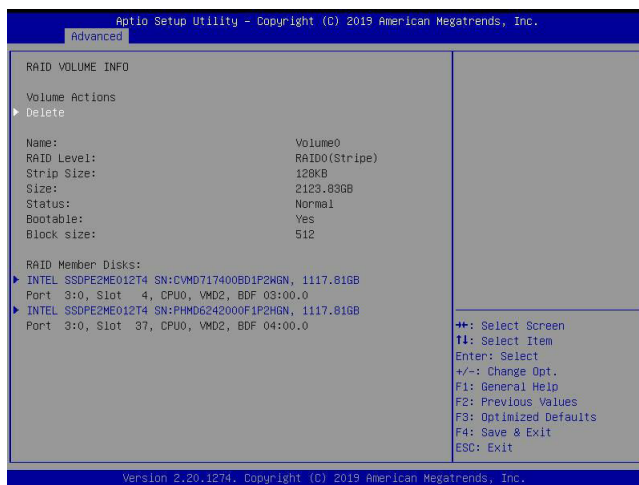 Aptio Setup Utility – Copyright (C) 2019 American Megatrends, Inc.
Advanced
RAID VOLUME INFO
Volume Actions
▶ Delete
Name: Volume0
RAID Level: RAID0(Stripe)
Strip Size: 128KB
Size: 2123.83GB
Status: Normal
Bootable: Yes
Block size: 512
RAID Member Disks:
▶ INTEL SSDPE2ME012T4 SN:CVMD717400BD1P2WGN, 1117.81GB
Port 3:0, Slot 4, CPU0, VMD2, BDF 03:00.0
▶ INTEL SSDPE2ME012T4 SN:PHMD6242000F1P2HGN, 1117.81GB
Port 3:0, Slot 37, CPU0, VMD2, BDF 04:00.0
→←: Select Screen
↑↓: Select Item
Enter: Select
+/-: Change Opt.
F1: General Help
F2: Previous Values
F3: Optimized Defaults
F4: Save & Exit
ESC: Exit
Version 2.20.1274. Copyright (C) 2019 American Megatrends, Inc.